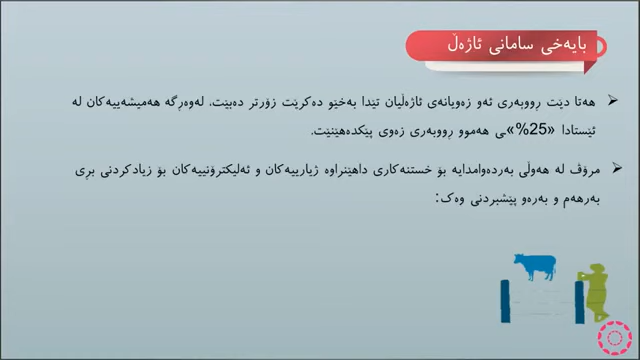 بایەخی سامانی ئاژەڵ
هەتا دێت ڕووبەری ئەو زەویانەی ئاژەڵیان تێدا بەخێو دەکرێت زۆرتر دەبێت، لەوەڕگە هەمیشەییەکان لە
ئێستادا «25%»ـی هەموو ڕووبەری زەوی پێکدەهێنێت.
مرۆڤ لە هەوڵی بەردەوامدایە بۆ خستنەکاری داهێنراوە ژیارییەکان و ئەلیکترۆنییەکان بۆ زیادکردنی بڕی
بەرهەم و بەرەو پێشبردنی وەک: